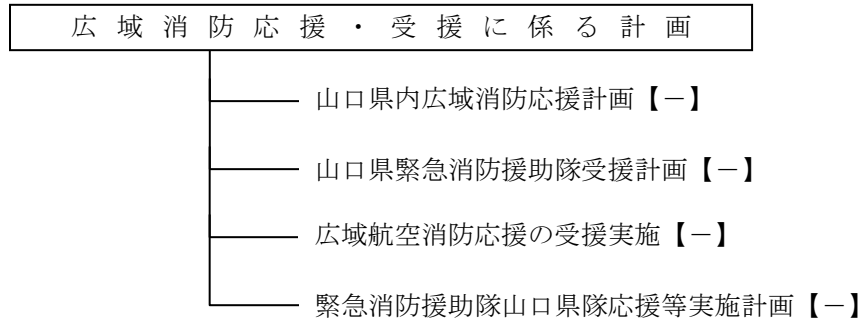 広域消防応援・受援に係る計画
山口県内広域消防応援計画【－】
山口県緊急消防援助隊受援計画【－】
広域航空消防応援の受援実施【－】
緊急消防援助隊山口県隊応援等実施計画【－】